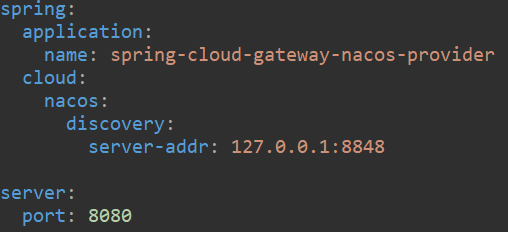 spring:
  application:
    name: spring-cloud-gateway-nacos-provider
  cloud:
    nacos:
      discovery:
        server-addr: 127.0.0.1:8848

server:
  port: 8080